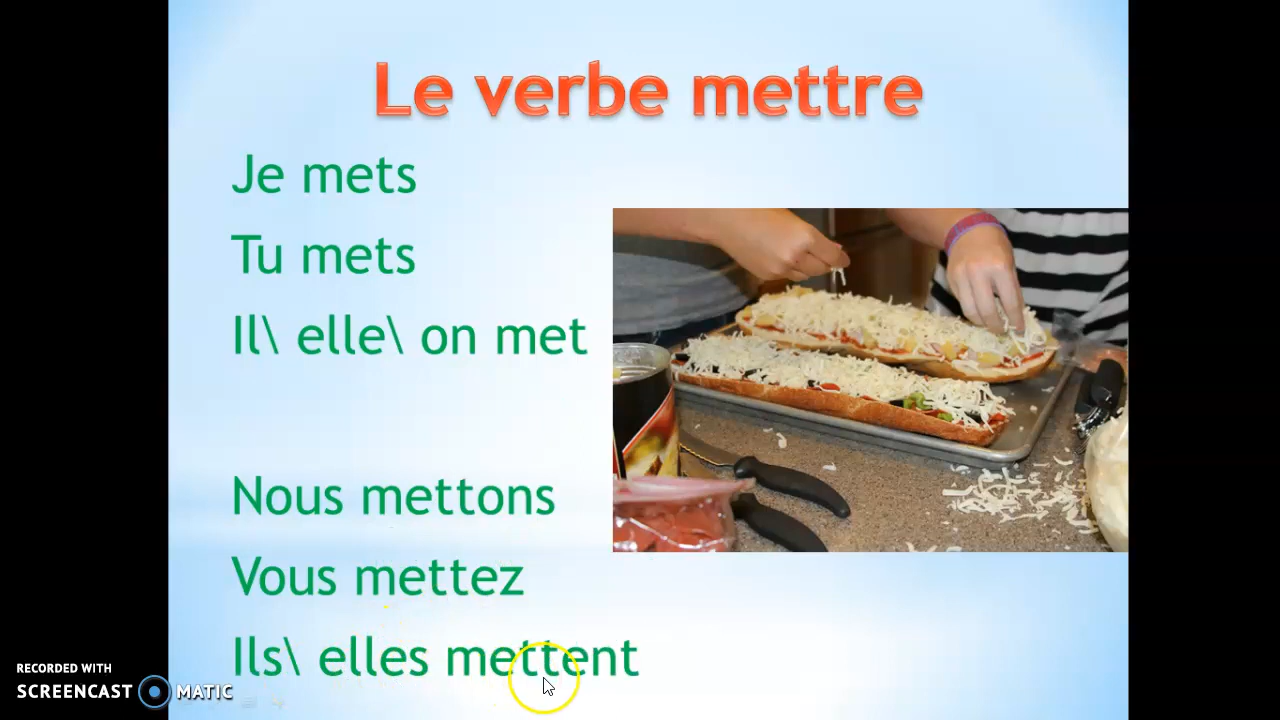 Le verbe mettre
Je mets
Tu mets
Il\ elle\ on met
Nous mettons
Vous mettez
Ils\ elles mettent
RECORDED WITH
SCREENCAST MATIC